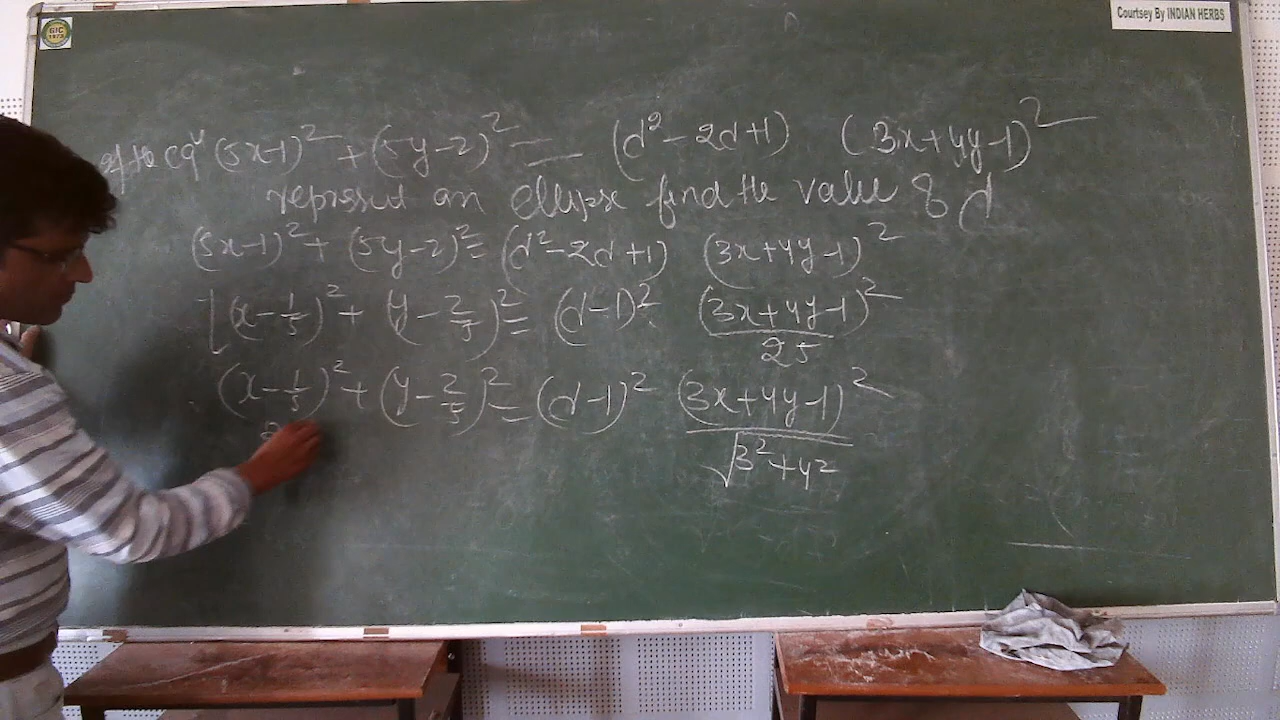 Courtsey By INDIAN HERBS
GIC
1973
If the eqⁿ (5x-1)² + (5y-2)² = (d²-2d+1) (3x+4y-1)²
represent an ellipse find the value of d
(5x-1)² + (5y-2)² = (d²-2d+1) (3x+4y-1)²
[(x-1/5)² + (y-2/5)² = (d-1)² (3x+4y-1)²/25
(x-1/5)² + (y-2/5)² = (d-1)² (3x+4y-1)²/√3²+4²